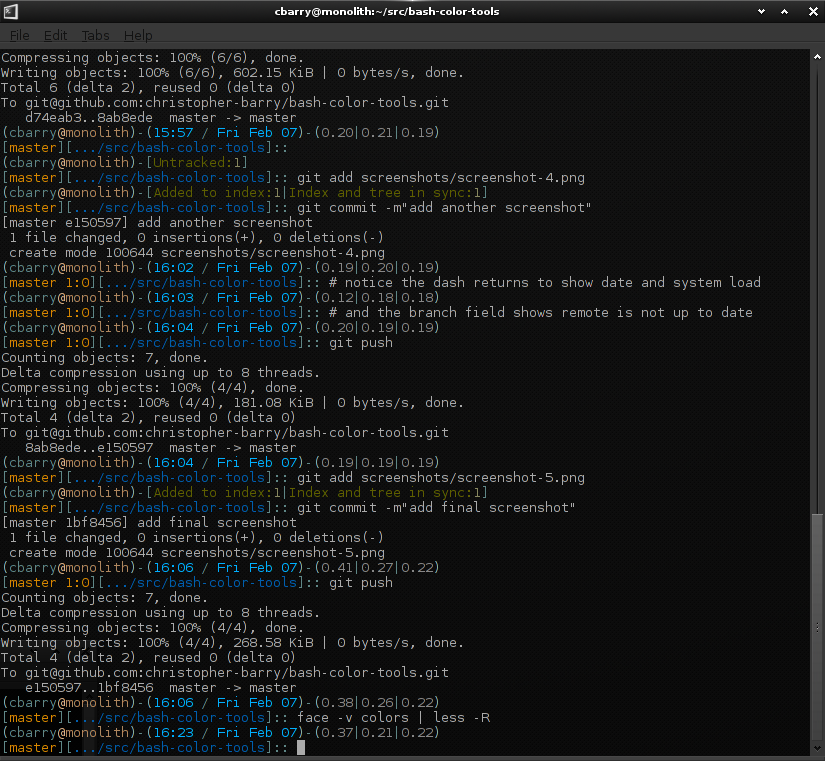 cbarry@monolith:~/src/bash-color-tools
File Edit Tabs Help
Compressing objects: 100% (6/6), done.
Writing objects: 100% (6/6), 602.15 KiB | 0 bytes/s, done.
Total 6 (delta 2), reused 0 (delta 0)
To git@github.com:christopher-barry/bash-color-tools.git
   d74eab3..8ab8ede  master -> master
(cbarry@monolith)-(15:57 / Fri Feb 07)-(0.20|0.21|0.19)
[master][.../src/bash-color-tools]::
(cbarry@monolith)-[Untracked:1]
[master][.../src/bash-color-tools]:: git add screenshots/screenshot-4.png
(cbarry@monolith)-[Added to index:1|Index and tree in sync:1]
[master][.../src/bash-color-tools]:: git commit -m"add another screenshot"
[master e150597] add another screenshot
 1 file changed, 0 insertions(+), 0 deletions(-)
 create mode 100644 screenshots/screenshot-4.png
(cbarry@monolith)-(16:02 / Fri Feb 07)-(0.19|0.20|0.19)
[master 1:0][.../src/bash-color-tools]:: # notice the dash returns to show date and system load
(cbarry@monolith)-(16:03 / Fri Feb 07)-(0.12|0.18|0.18)
[master 1:0][.../src/bash-color-tools]:: # and the branch field shows remote is not up to date
(cbarry@monolith)-(16:04 / Fri Feb 07)-(0.20|0.19|0.19)
[master 1:0][.../src/bash-color-tools]:: git push
Counting objects: 7, done.
Delta compression using up to 8 threads.
Compressing objects: 100% (4/4), done.
Writing objects: 100% (4/4), 181.08 KiB | 0 bytes/s, done.
Total 4 (delta 2), reused 0 (delta 0)
To git@github.com:christopher-barry/bash-color-tools.git
   8ab8ede..e150597  master -> master
(cbarry@monolith)-(16:04 / Fri Feb 07)-(0.19|0.19|0.19)
[master][.../src/bash-color-tools]:: git add screenshots/screenshot-5.png
(cbarry@monolith)-[Added to index:1|Index and tree in sync:1]
[master][.../src/bash-color-tools]:: git commit -m"add final screenshot"
[master 1bf8456] add final screenshot
 1 file changed, 0 insertions(+), 0 deletions(-)
 create mode 100644 screenshots/screenshot-5.png
(cbarry@monolith)-(16:06 / Fri Feb 07)-(0.41|0.27|0.22)
[master 1:0][.../src/bash-color-tools]:: git push
Counting objects: 7, done.
Delta compression using up to 8 threads.
Compressing objects: 100% (4/4), done.
Writing objects: 100% (4/4), 268.58 KiB | 0 bytes/s, done.
Total 4 (delta 2), reused 0 (delta 0)
To git@github.com:christopher-barry/bash-color-tools.git
   e150597..1bf8456  master -> master
(cbarry@monolith)-(16:06 / Fri Feb 07)-(0.38|0.26|0.22)
[master][.../src/bash-color-tools]:: face -v colors | less -R
(cbarry@monolith)-(16:23 / Fri Feb 07)-(0.37|0.21|0.22)
[master][.../src/bash-color-tools]::